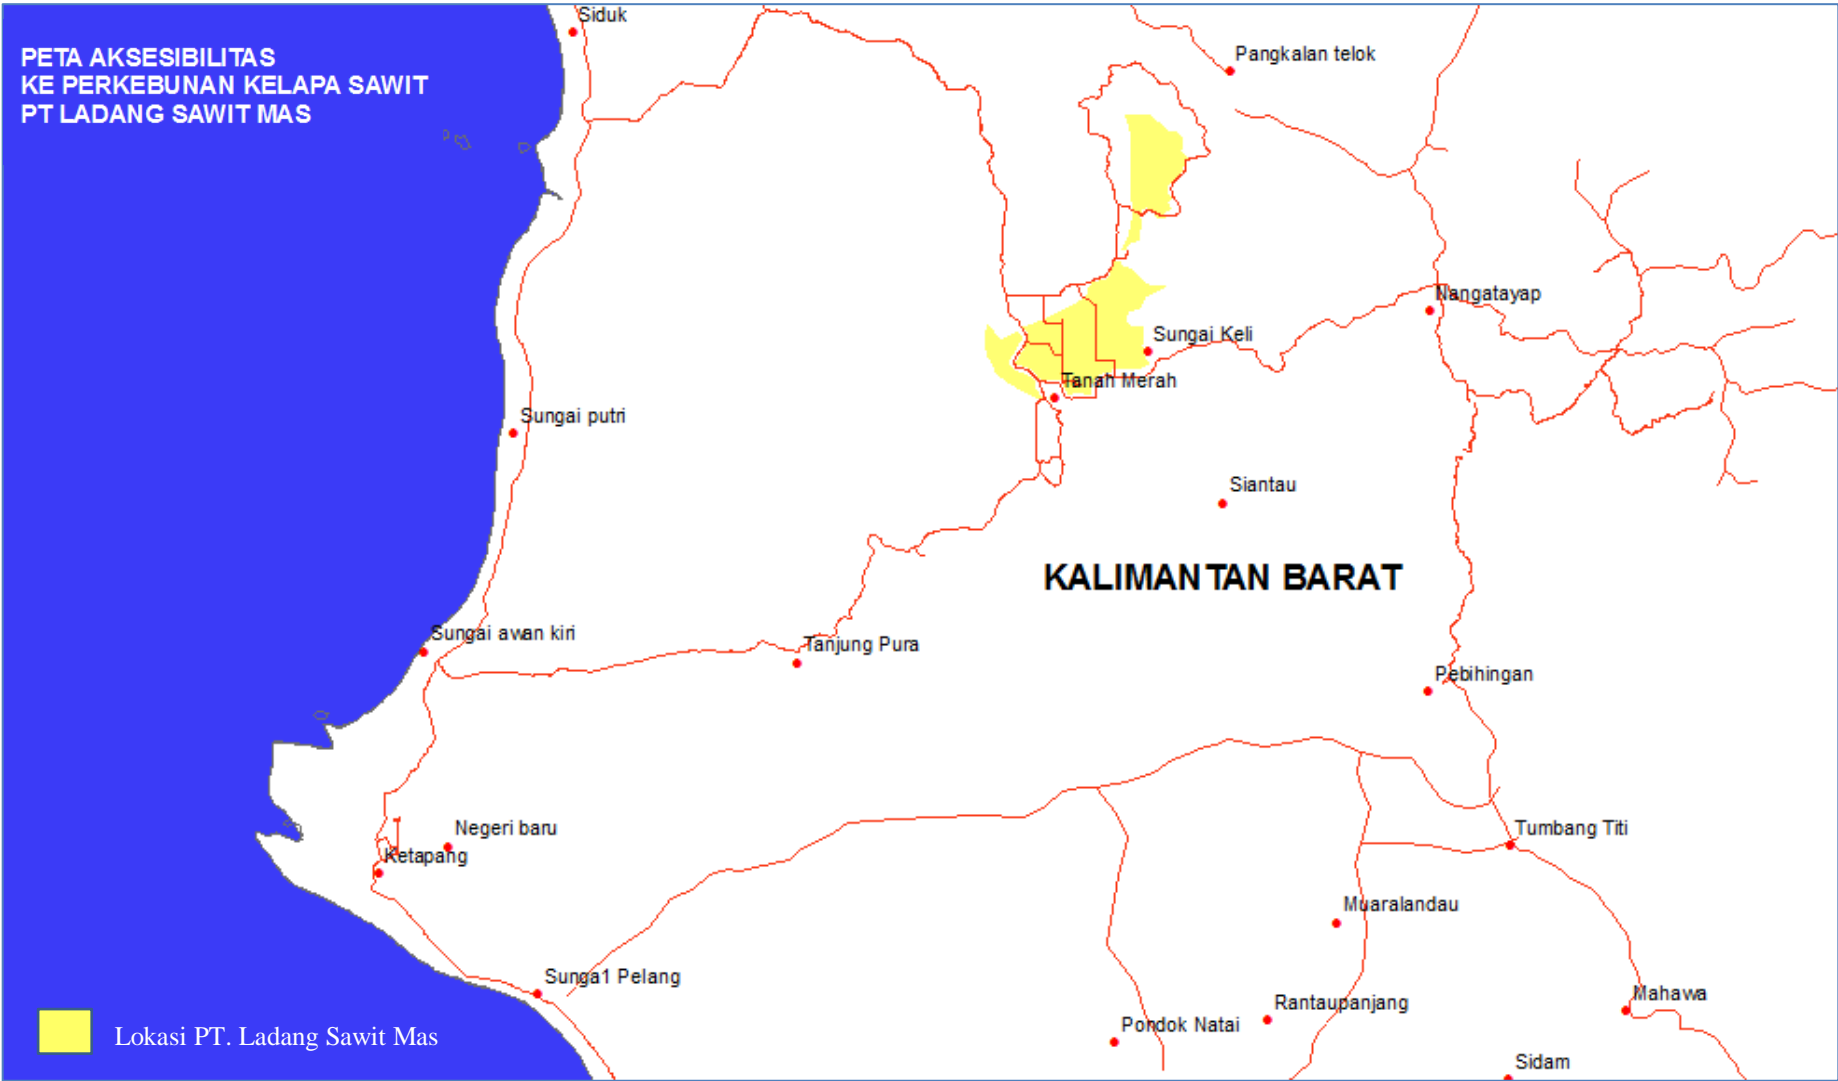 PETA AKSESIBILITAS
KE PERKEBUNAN KELAPA SAWIT
PT LADANG SAWIT MAS
Siduk
Pangkalan telok
Nangatayap
Sungai Keli
Tanah Merah
Sungai putri
Siantau
KALIMANTAN BARAT
Sungai awan kiri
Tanjung Pura
Pebihingan
Negeri baru
Ketapang
Tumbang Titi
Muaralandau
Sunga1 Pelang
Rantaupanjang
Mahawa
Pondok Natai
Sidam
Lokasi PT. Ladang Sawit Mas